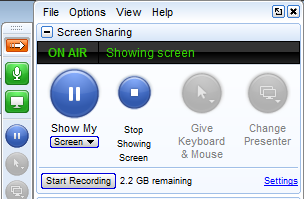 File Options View Help
Screen Sharing
ON AIR Showing screen
Show My
Screen
Stop
Showing
Screen
Give
Keyboard
& Mouse
Change
Presenter
Start Recording 2.2 GB remaining Settings